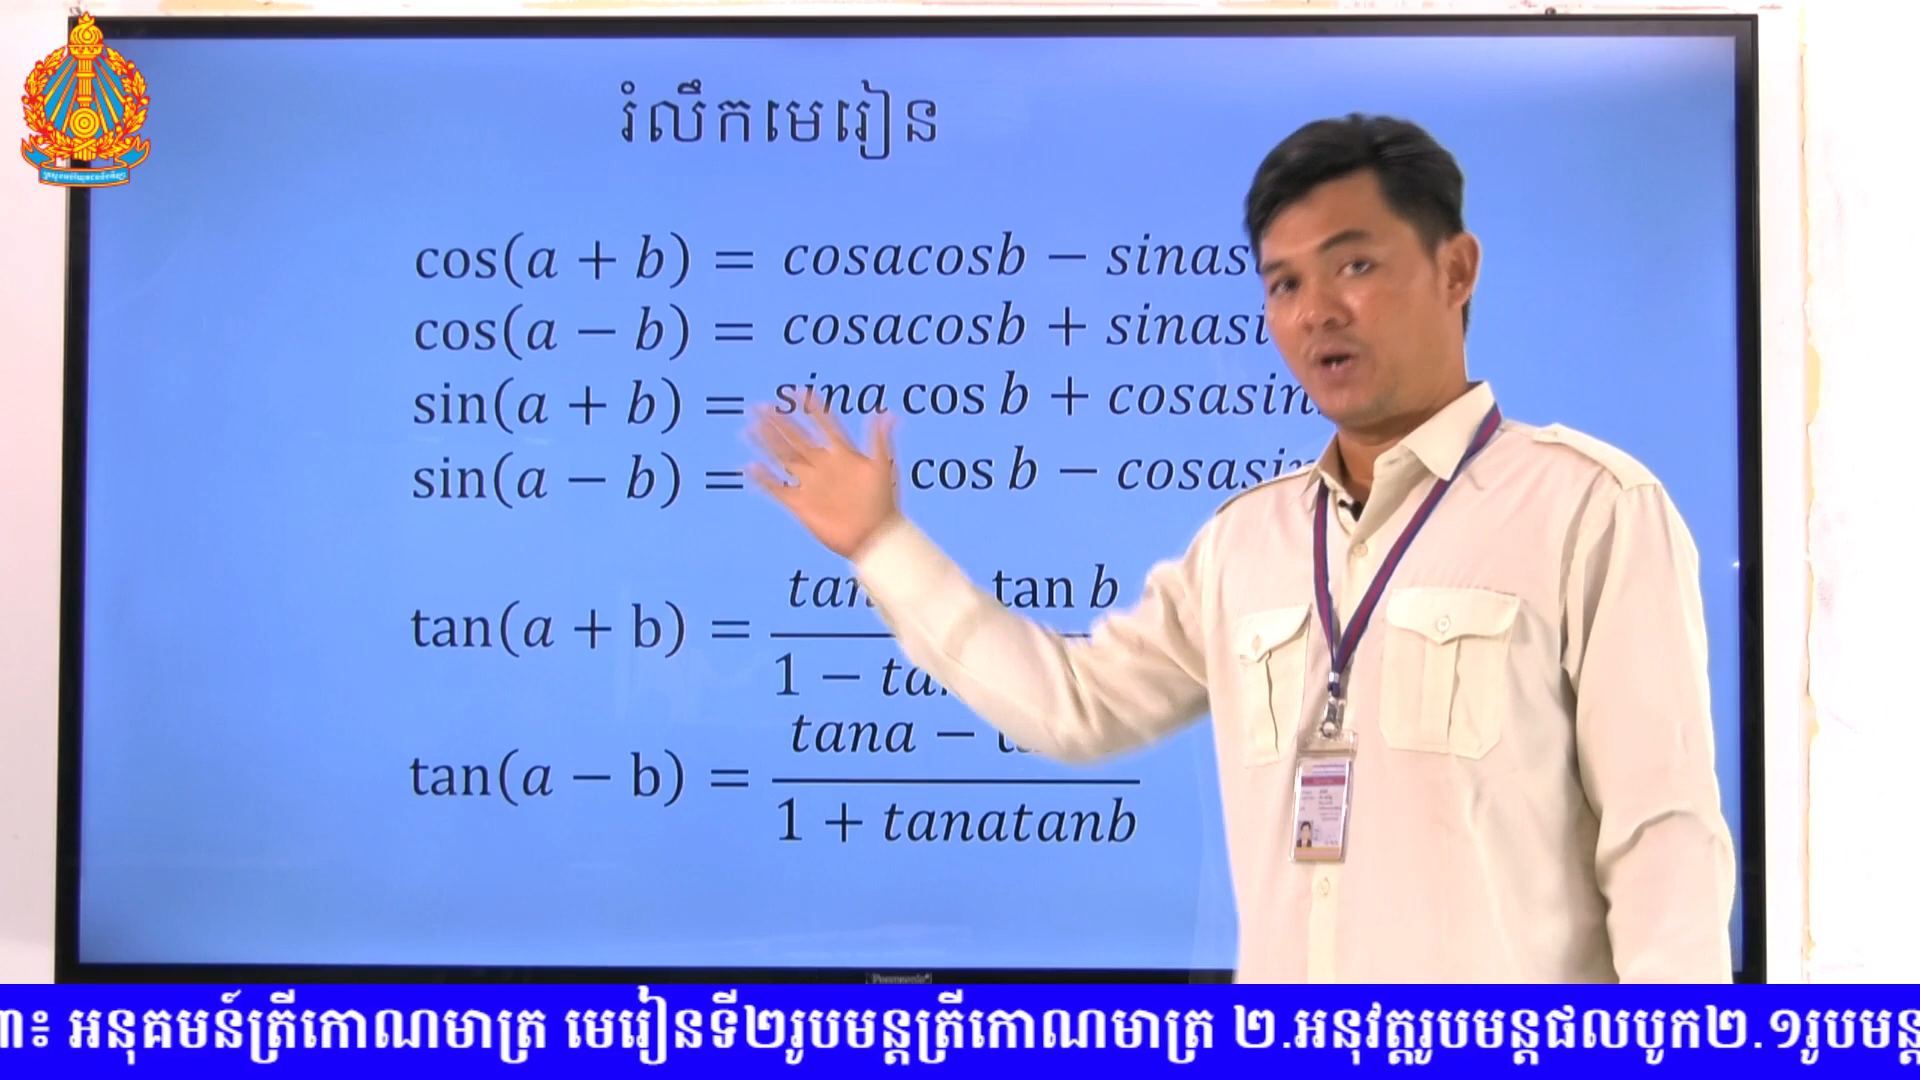 រំលឹកមេរៀន
cos(a + b) = cosacosb − sinas
cos(a − b) = cosacosb + sinasi
sin(a + b) = sina cos b + cosasin
sin(a − b) = cos b − cosasin
tan b
tan(a + b) =
1 −
tana −
tan(a − b) =
1 + tanatanb
៣៖ អនុគមន៍ត្រីកោណមាត្រ មេរៀនទី២រូបមន្តត្រីកោណមាត្រ ២.អនុវត្តរូបមន្តផលបូក២.១រូបមន្ត